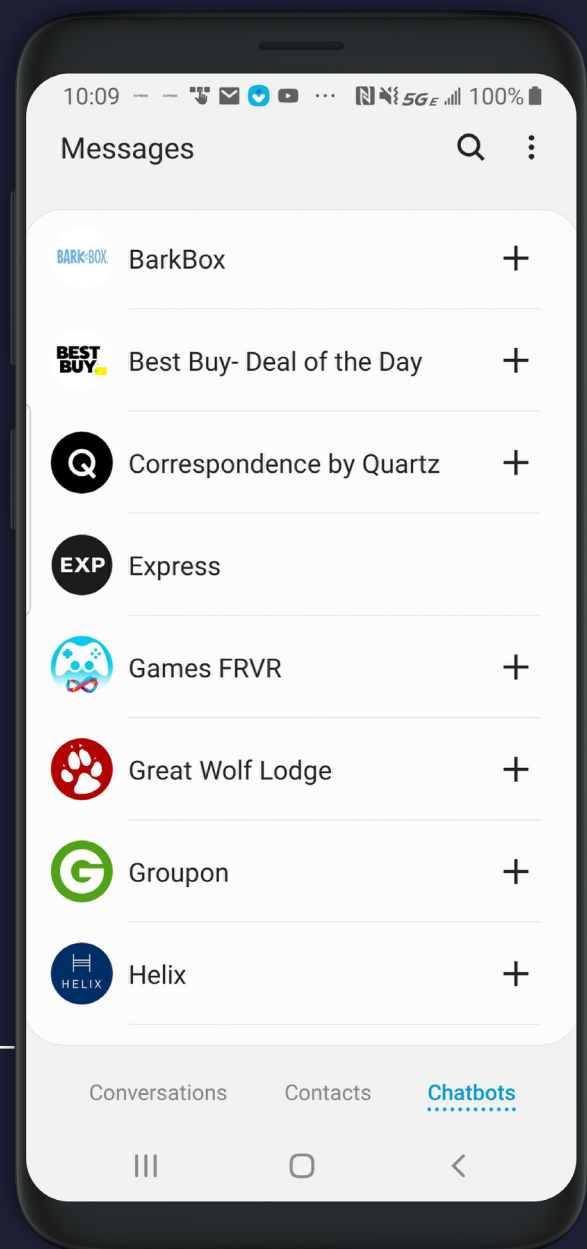 10:09
5GE
100%
Messages
BARK BOX
BarkBox
BEST
BUY
Best Buy- Deal of the Day
Q
Correspondence by Quartz
EXP
Express
Games FRVR
Great Wolf Lodge
G
Groupon
H
HELIX
Helix
Conversations Contacts Chatbots